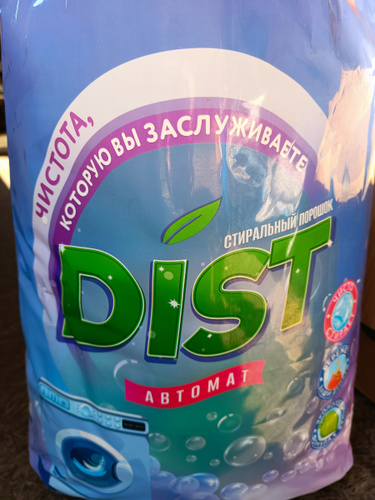 ЧИСТОТА,
КОТОРУЮ ВЫ ЗАСЛУЖИВАЕТЕ
СТИРАЛЬНЫЙ ПОРОШОК
DIST
АВТОМАТ